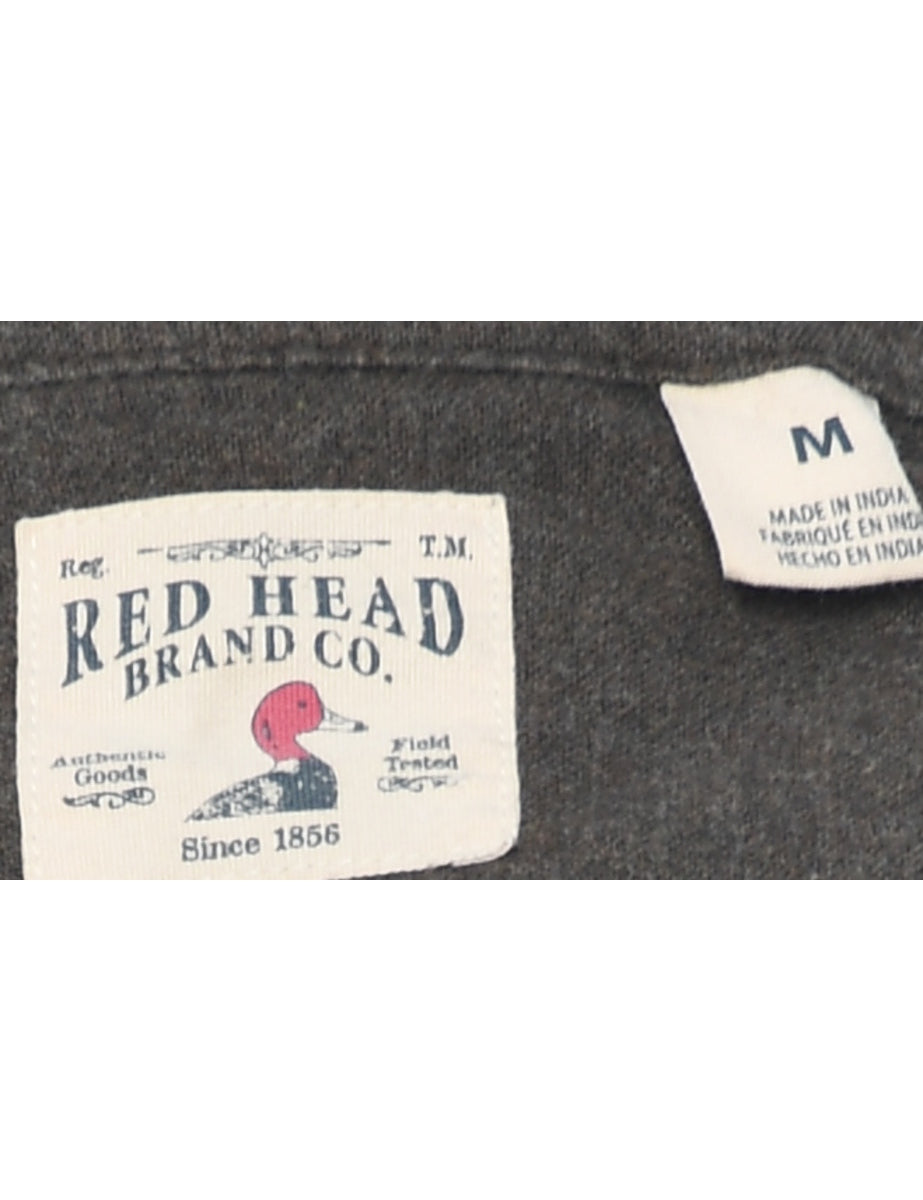 Reg. T.M.
RED HEAD
BRAND CO.
Authentic
Goods
Field
Tested
Since 1856
M
MADE IN INDIA
FABRIQUÉ EN IND
HECHO EN INDIA